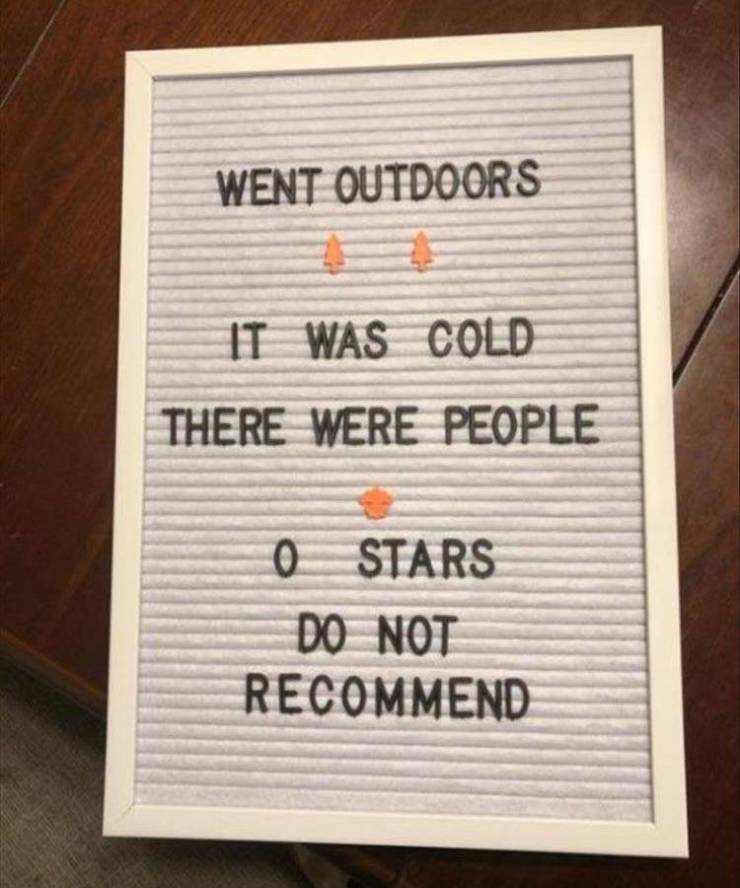 WENT OUTDOORS
IT WAS COLD
THERE WERE PEOPLE
0 STARS
DO NOT
RECOMMEND